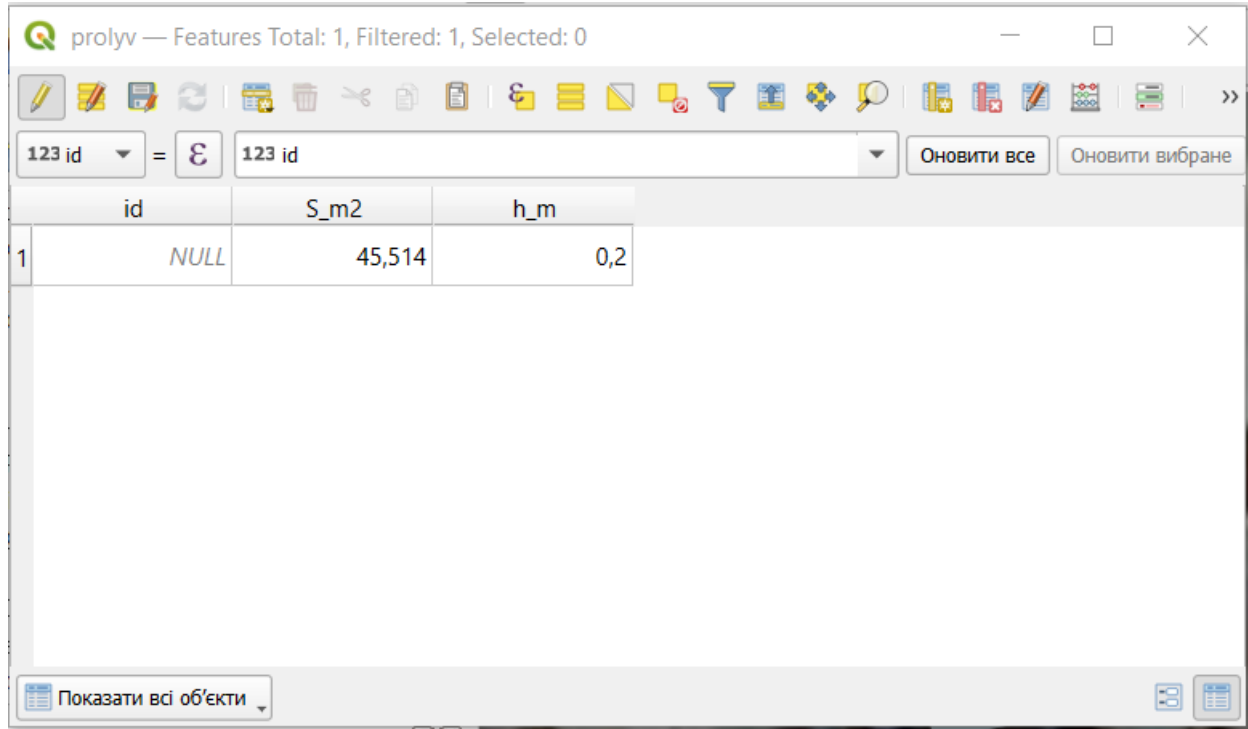 prolyv — Features Total: 1, Filtered: 1, Selected: 0
123 id = ε 123 id Оновити все Оновити вибране
id S_m2 h_m
1 NULL 45,514 0,2
Показати всі об'єкти